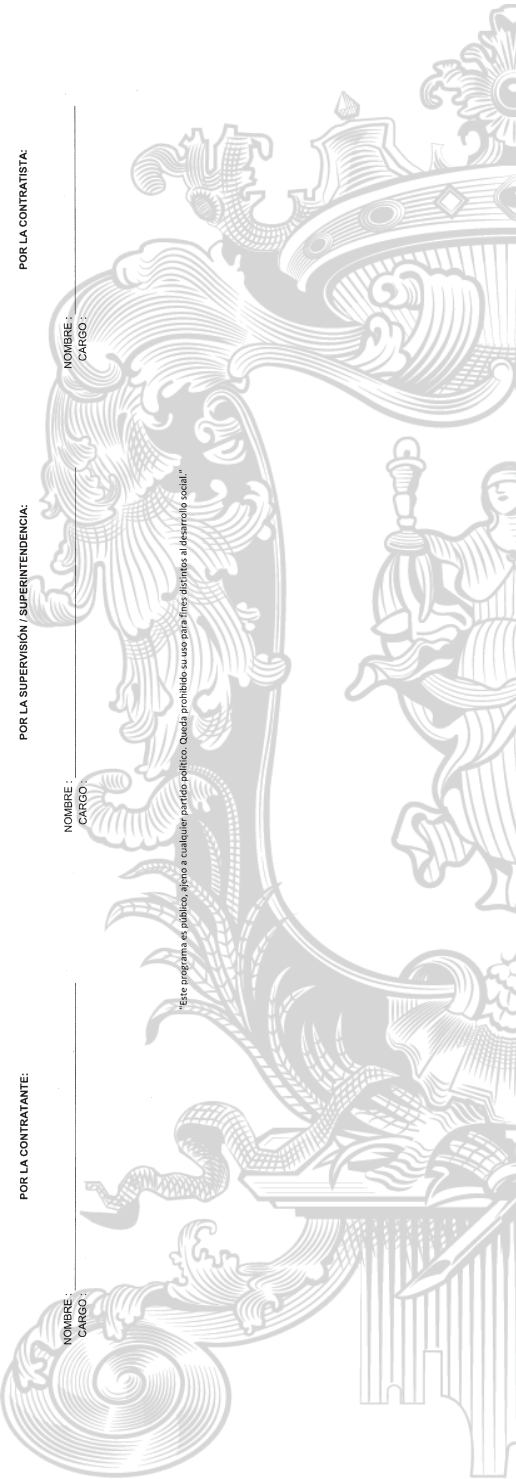 POR LA CONTRATANTE:
NOMBRE :
CARGO :
POR LA SUPERVISIÓN / SUPERINTENDENCIA:
NOMBRE :
CARGO :
POR LA CONTRATISTA:
NOMBRE :
CARGO :
"Este programa es público, ajeno a cualquier partido político. Queda prohibido su uso para fines distintos al desarrollo social."